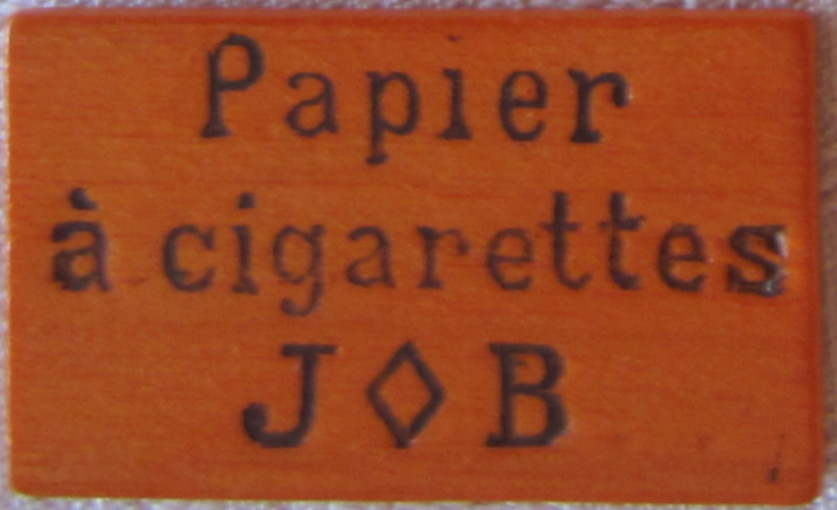 Papier
à cigarettes
J◊B